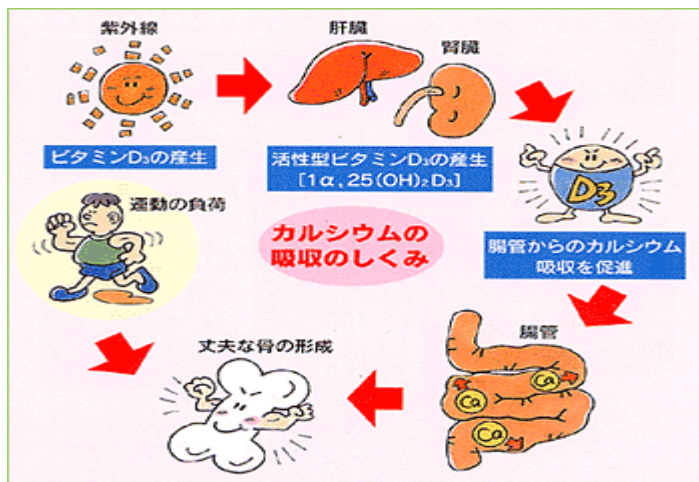 紫外線
肝臓
腎臓
ビタミンD₃の産生
活性型ビタミンD₃の産生
[1α,25(OH)₂D₃]
D3
運動の負荷
カルシウムの
吸収のしくみ
腸管からのカルシウム
吸収を促進
丈夫な骨の形成
腸管
Ca
Ca
Ca